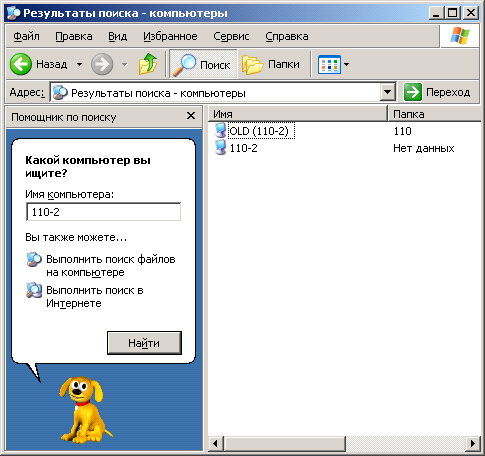 Результаты поиска - компьютеры
Файл Правка Вид Избранное Сервис Справка
Назад Поиск Папки
Адрес: Результаты поиска - компьютеры Переход
Помощник по поиску
Какой компьютер вы
ищите?
Имя компьютера:
110-2
Вы также можете...
Выполнить поиск файлов
на компьютере
Выполнить поиск в
Интернете
Найти
Имя Папка
OLD (110-2) 110
110-2 Нет данных